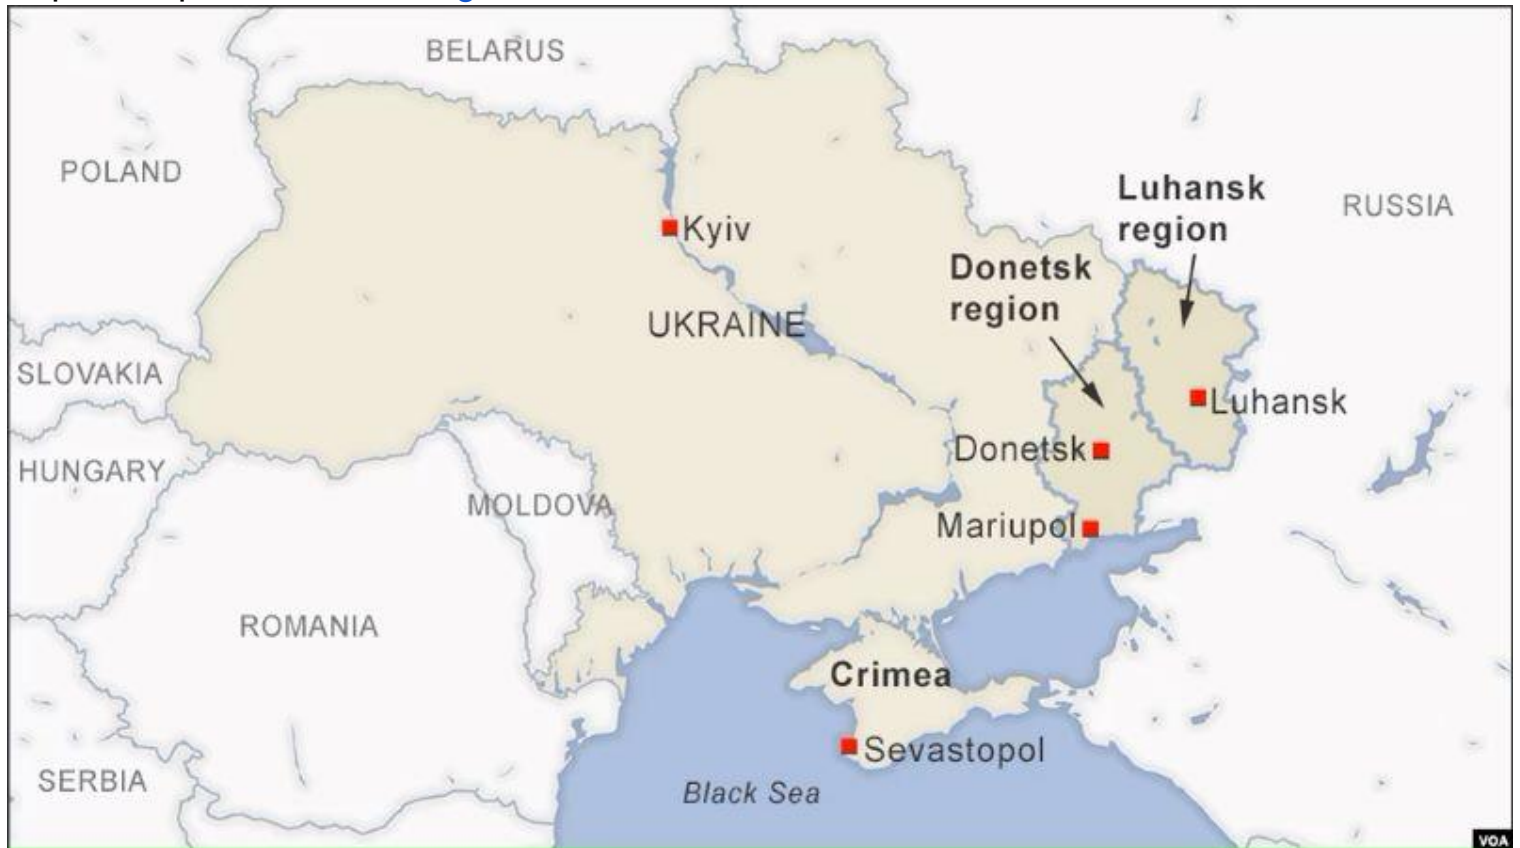 BELARUS
POLAND
Luhansk
region
RUSSIA
Kyiv
Donetsk
region
UKRAINE
SLOVAKIA
Luhansk
Donetsk
HUNGARY
MOLDOVA
Mariupol
ROMANIA
Crimea
Sevastopol
SERBIA
Black Sea
VOA